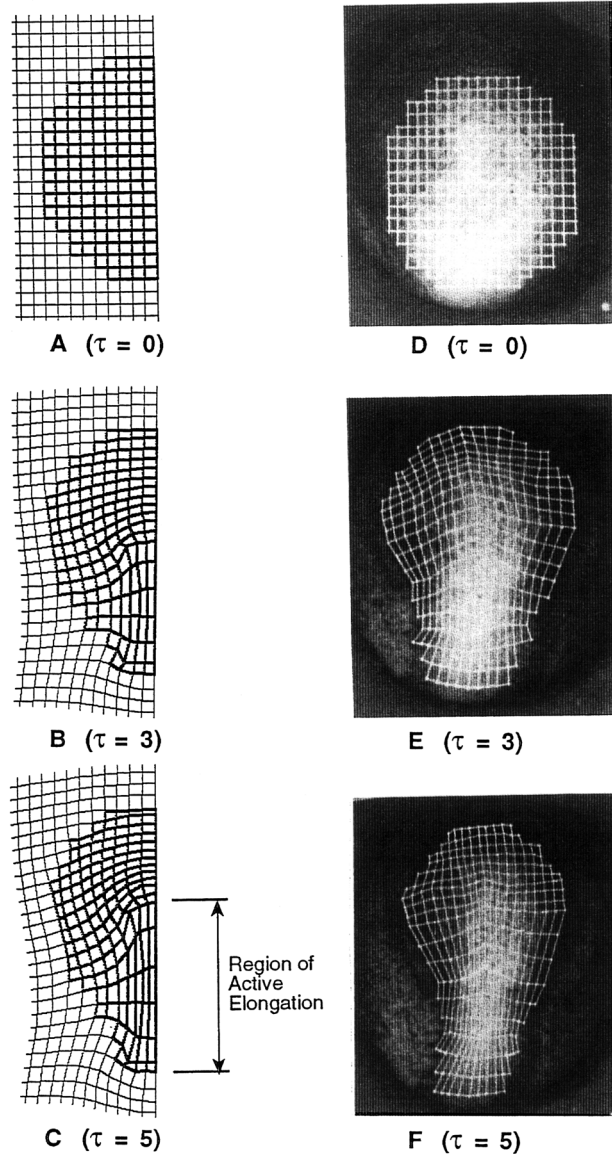 A (τ = 0)
D (τ = 0)
B (τ = 3)
E (τ = 3)
Region of
Active
Elongation
C (τ = 5)
F (τ = 5)